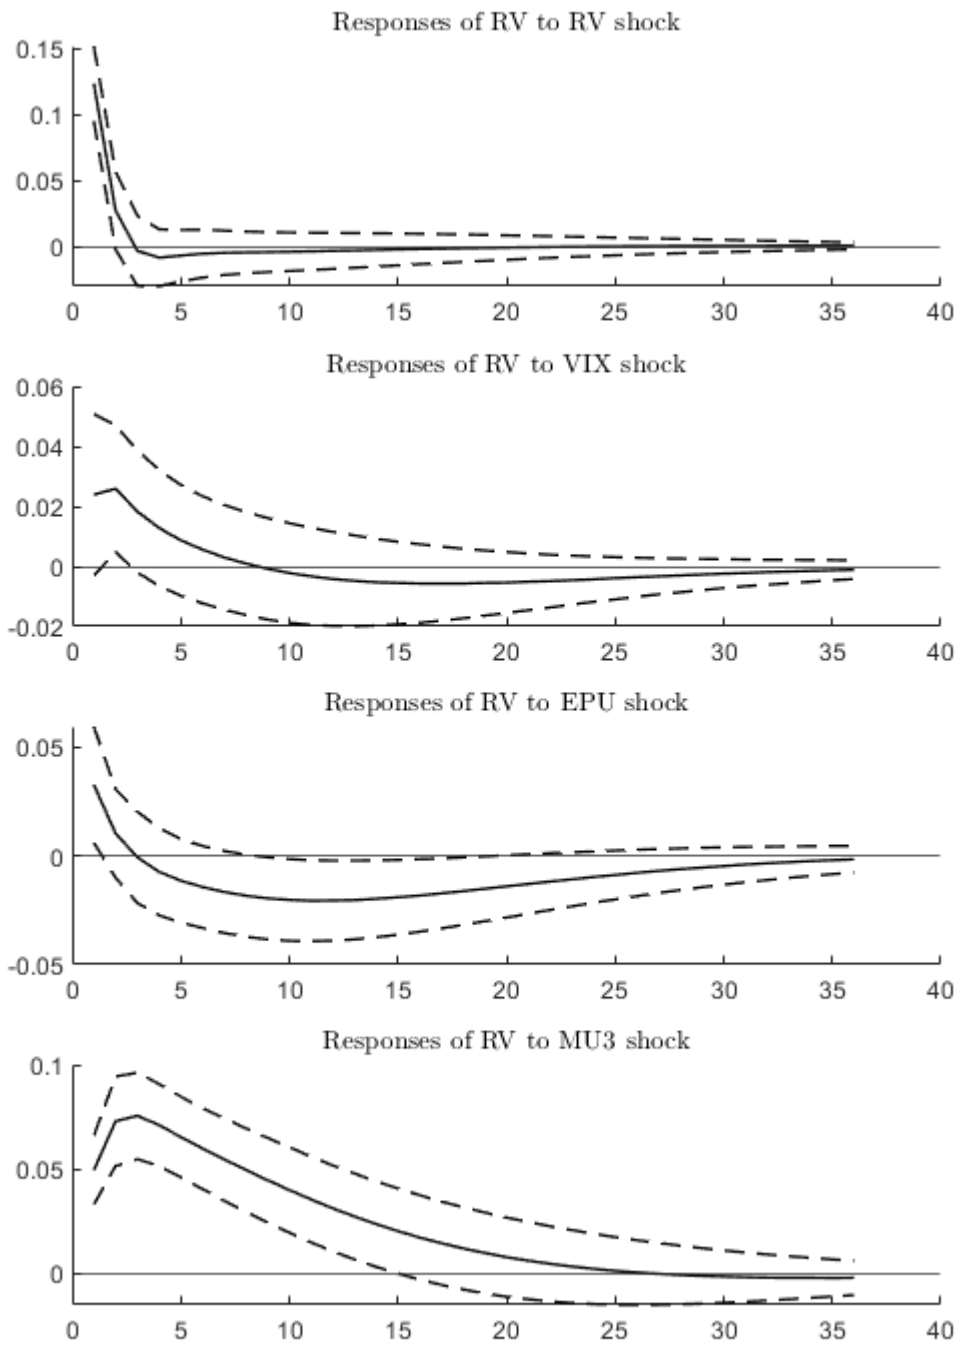 Responses of RV to RV shock
0.15
0.1
0.05
0
0 5 10 15 20 25 30 35 40
Responses of RV to VIX shock
0.06
0.04
0.02
0
-0.02
0 5 10 15 20 25 30 35 40
Responses of RV to EPU shock
0.05
0
-0.05
0 5 10 15 20 25 30 35 40
Responses of RV to MU3 shock
0.1
0.05
0
0 5 10 15 20 25 30 35 40